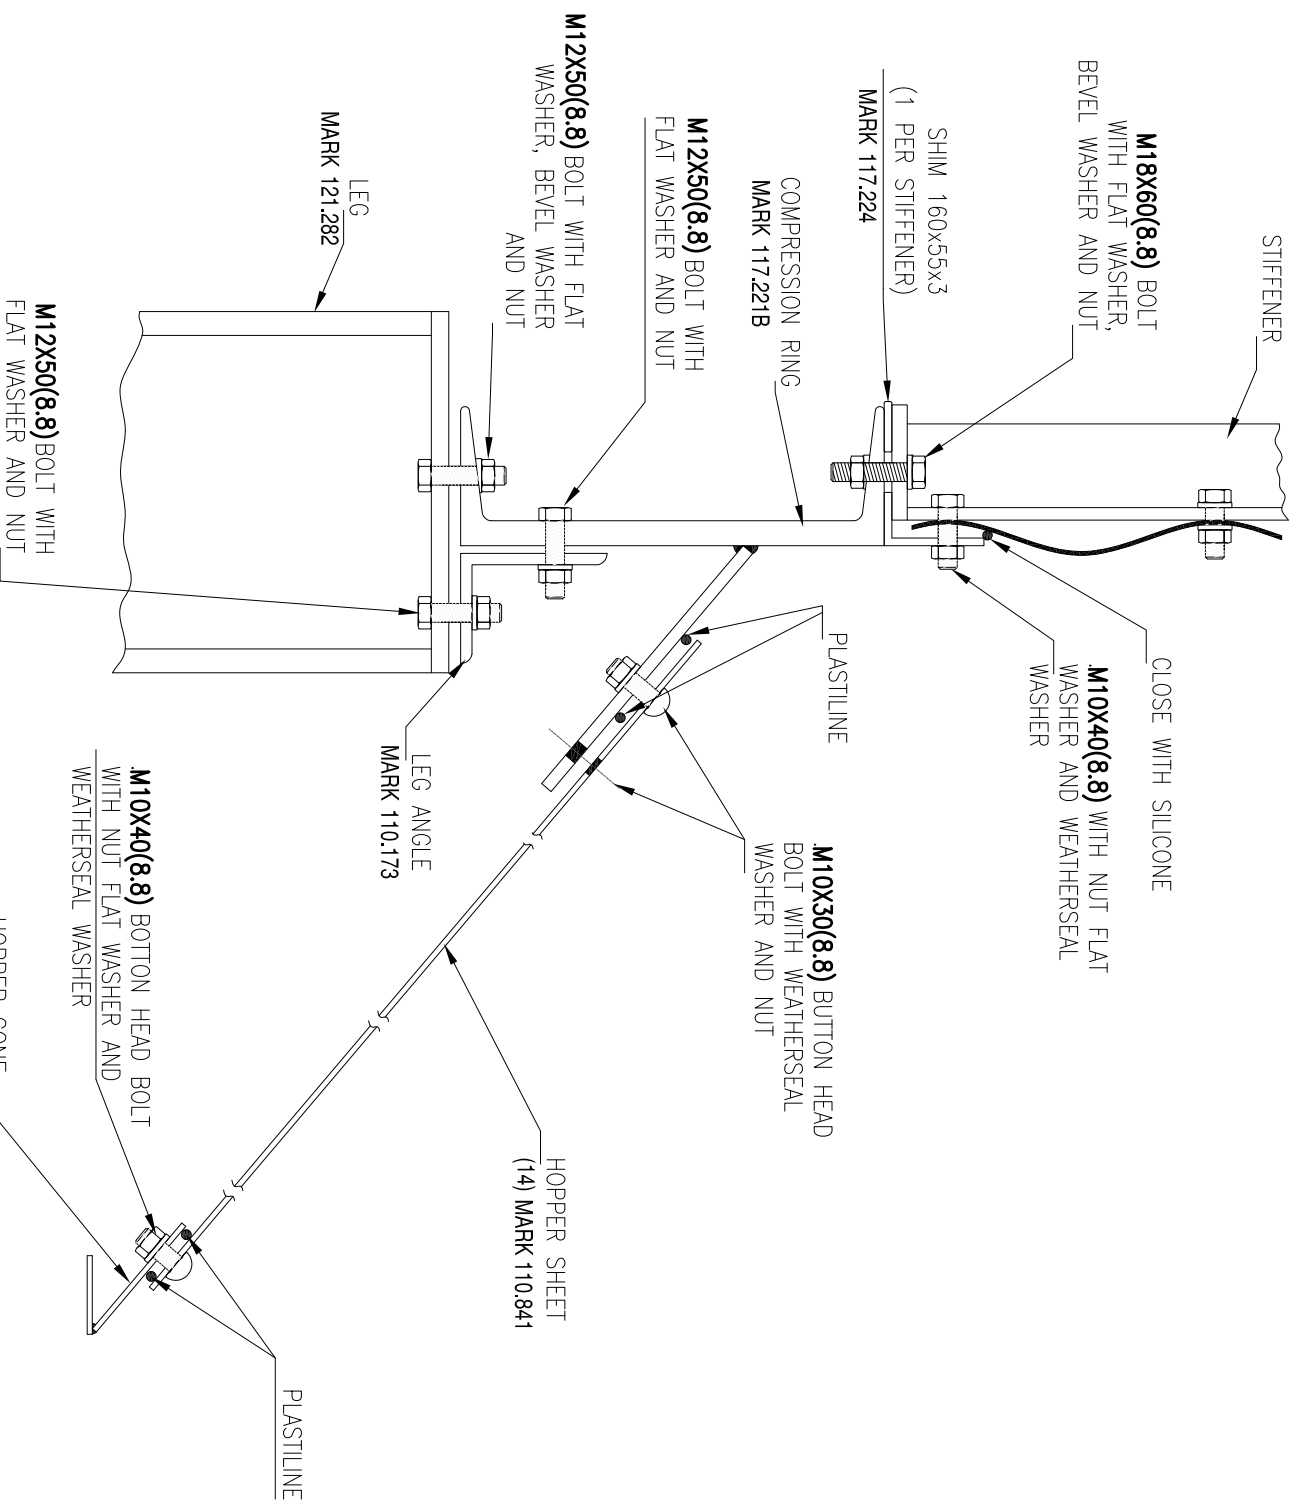 STIFFENER
M18X60(8.8) BOLT
WITH FLAT WASHER,
BEVEL WASHER AND NUT
SHIM 160x55x3
(1 PER STIFFENER)
MARK 117.224
COMPRESSION RING
MARK 117.221B
M12X50(8.8) BOLT WITH
FLAT WASHER AND NUT
M12X50(8.8) BOLT WITH FLAT
WASHER, BEVEL WASHER
AND NUT
LEG
MARK 121.282
M12X50(8.8) BOLT WITH
FLAT WASHER AND NUT
CLOSE WITH SILICONE
.M10X40(8.8) WITH NUT FLAT
WASHER AND WEATHERSEAL
WASHER
PLASTILINE
.M10X30(8.8) BUTTON HEAD
BOLT WITH WEATHERSEAL
WASHER AND NUT
LEG ANGLE
MARK 110.173
HOPPER SHEET
(14) MARK 110.841
.M10X40(8.8) BOTTON HEAD BOLT
WITH NUT FLAT WASHER AND
WEATHERSEAL WASHER
HOPPER CONE
PLASTILINE